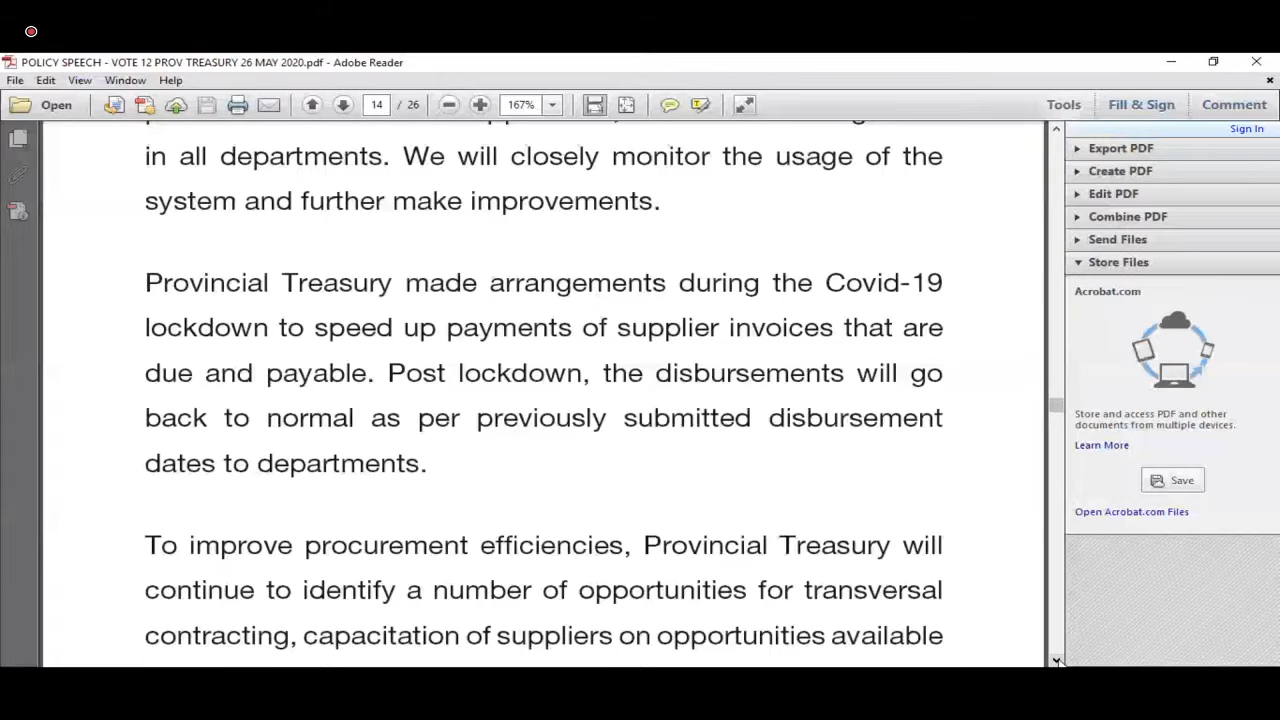 POLICY SPEECH - VOTE 12 PROV TREASURY 26 MAY 2020.pdf - Adobe Reader
File Edit View Window Help
Open 14 / 26 167% Tools Fill & Sign Comment
Sign In
in all departments. We will closely monitor the usage of the
system and further make improvements.
Provincial Treasury made arrangements during the Covid-19
lockdown to speed up payments of supplier invoices that are
due and payable. Post lockdown, the disbursements will go
back to normal as per previously submitted disbursement
dates to departments.
To improve procurement efficiencies, Provincial Treasury will
continue to identify a number of opportunities for transversal
contracting, capacitation of suppliers on opportunities available
Export PDF
Create PDF
Edit PDF
Combine PDF
Send Files
Store Files
Acrobat.com
Store and access PDF and other
documents from multiple devices.
Learn More
Save
Open Acrobat.com Files